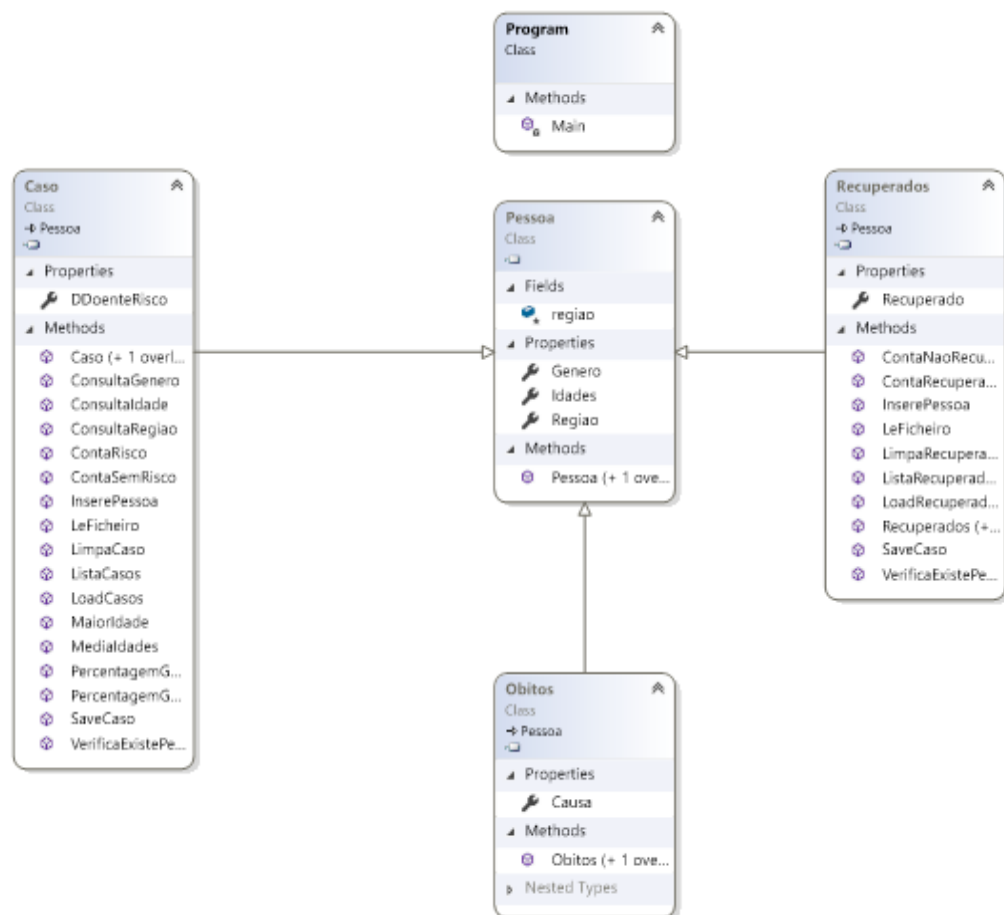 Program
Class
Methods
Main
Caso
Class
Pessoa
Properties
DDoenteRisco
Methods
Caso (+ 1 overl...
ConsultaGenero
ConsultaIdade
ConsultaRegiao
ContaRisco
ContaSemRisco
InserePessoa
LeFicheiro
LimpaCaso
ListaCasos
LoadCasos
MaiorIdade
MediaIdades
PercentagemG...
PercentagemG...
SaveCaso
VerificaExistePe...
Pessoa
Class
Fields
regiao
Properties
Genero
Idades
Regiao
Methods
Pessoa (+ 1 ove...
Recuperados
Class
Pessoa
Properties
Recuperado
Methods
ContaNaoRecu...
ContaRecupera...
InserePessoa
LeFicheiro
LimpaRecupera...
ListaRecuperad...
LoadRecuperad...
Recuperados (+...
SaveCaso
VerificaExistePe...
Obitos
Class
Pessoa
Properties
Causa
Methods
Obitos (+ 1 ove...
Nested Types